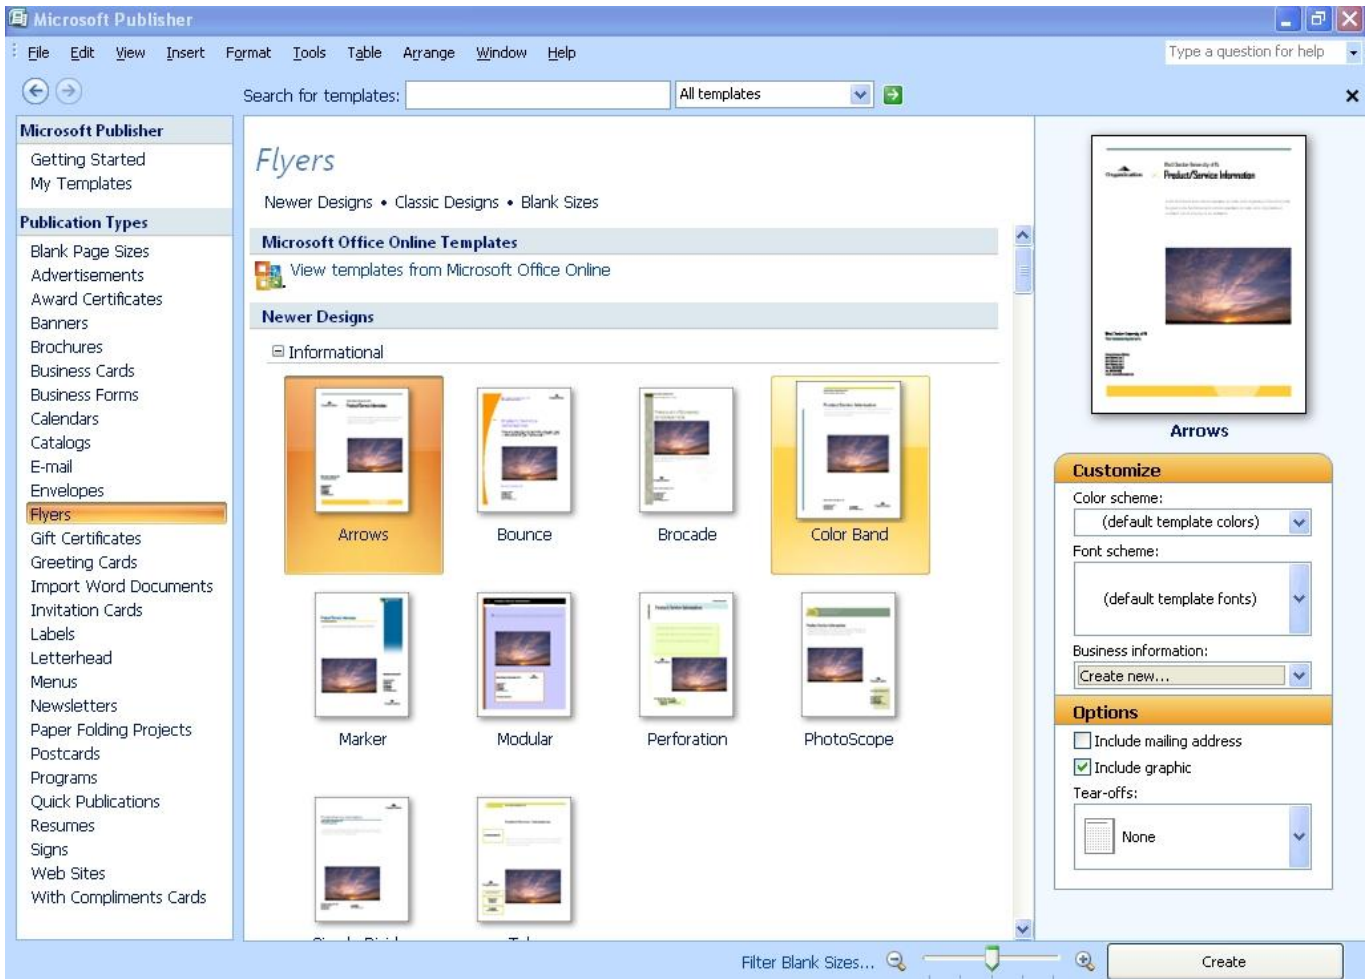 Microsoft Publisher
File Edit View Insert Format Tools Table Arrange Window Help
Type a question for help
Search for templates:
All templates
Microsoft Publisher
Getting Started
My Templates
Publication Types
Blank Page Sizes
Advertisements
Award Certificates
Banners
Brochures
Business Cards
Business Forms
Calendars
Catalogs
E-mail
Envelopes
Flyers
Gift Certificates
Greeting Cards
Import Word Documents
Invitation Cards
Labels
Letterhead
Menus
Newsletters
Paper Folding Projects
Postcards
Programs
Quick Publications
Resumes
Signs
Web Sites
With Compliments Cards
Flyers
Newer Designs • Classic Designs • Blank Sizes
Microsoft Office Online Templates
View templates from Microsoft Office Online
Newer Designs
Informational
Arrows
Bounce
Brocade
Color Band
Marker
Modular
Perforation
PhotoScope
Organization
Product/Service Information
Arrows
Customize
Color scheme:
(default template colors)
Font scheme:
(default template fonts)
Business information:
Create new...
Options
Include mailing address
Include graphic
Tear-offs:
None
Filter Blank Sizes...
Create